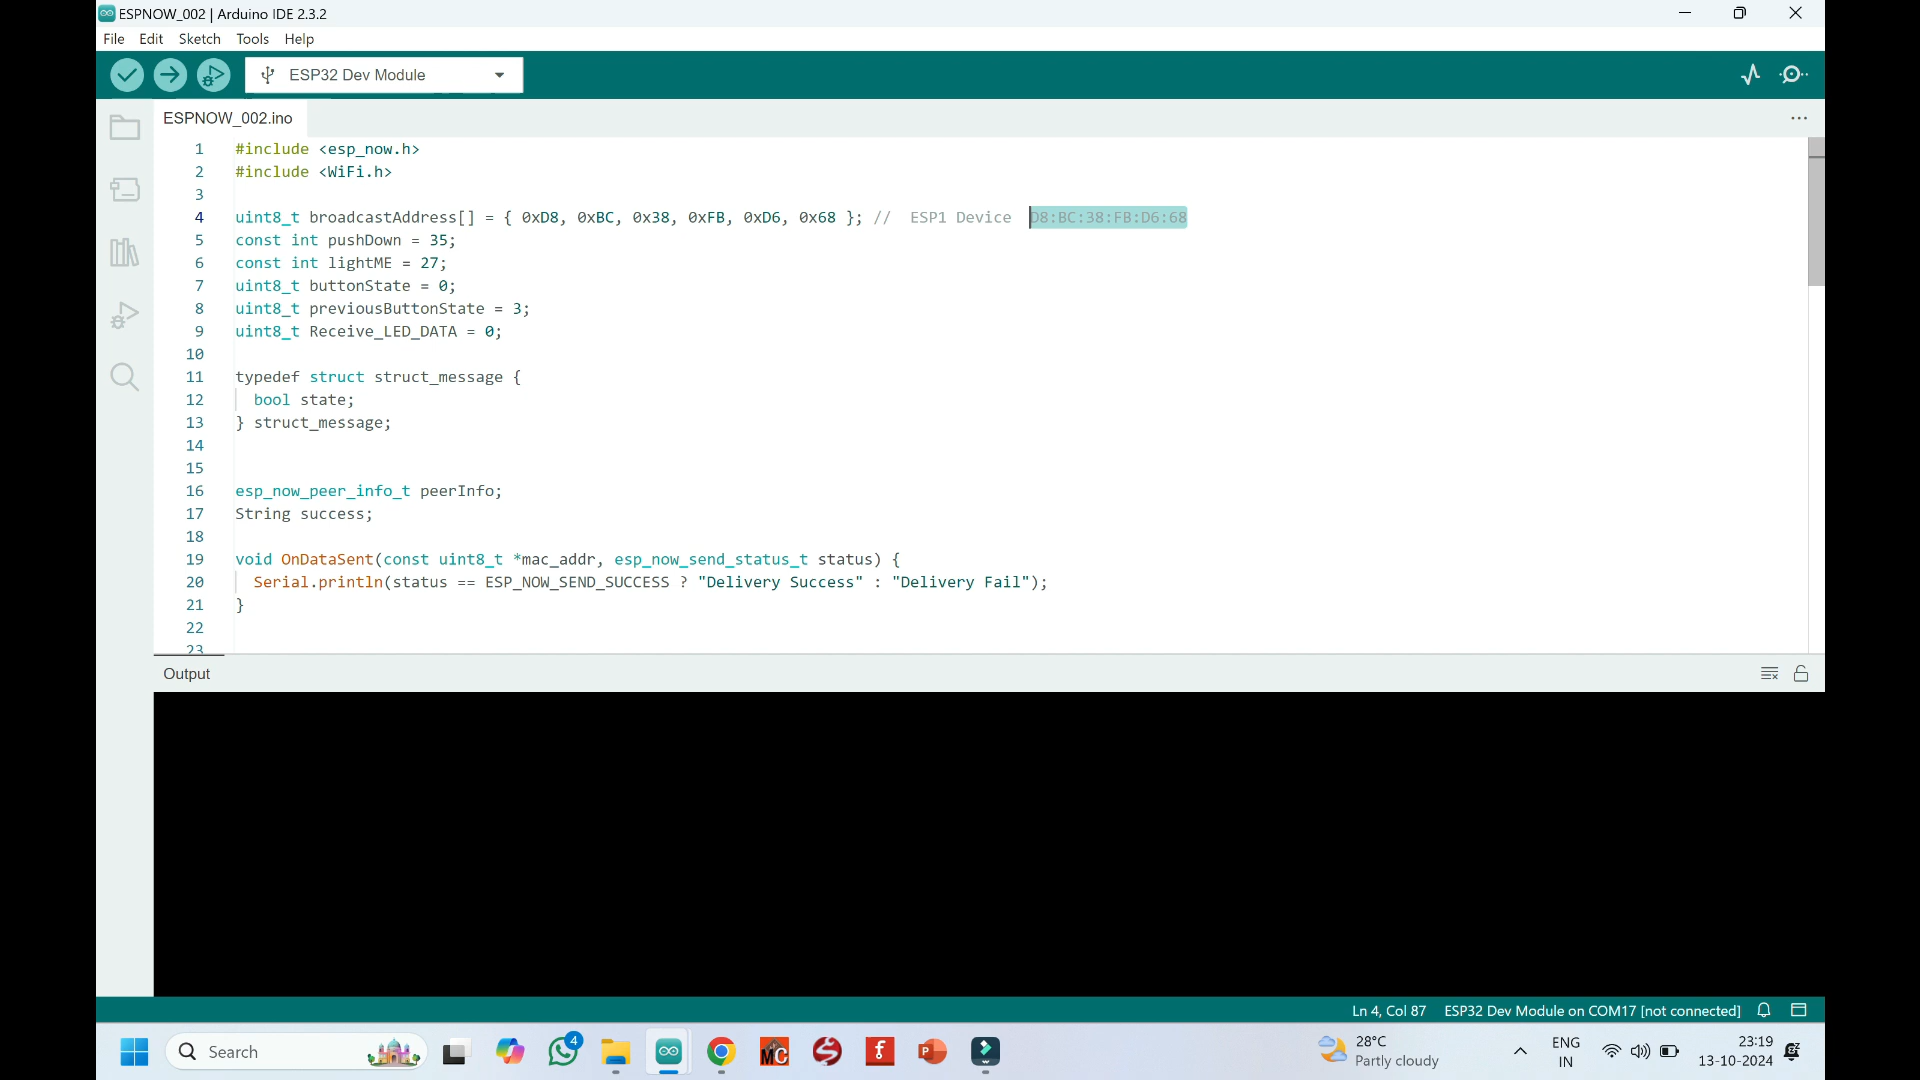 ESPNOW_002 | Arduino IDE 2.3.2
File Edit Sketch Tools Help
ESP32 Dev Module
ESPNOW_002.ino
1 #include <esp_now.h>
2 #include <WiFi.h>
3
4 uint8_t broadcastAddress[] = { 0xD8, 0xBC, 0x38, 0xFB, 0xD6, 0x68 }; //  ESP1 Device  D8:BC:38:FB:D6:68
5 const int pushDown = 35;
6 const int lightME = 27;
7 uint8_t buttonState = 0;
8 uint8_t previousButtonState = 3;
9 uint8_t Receive_LED_DATA = 0;
10
11 typedef struct struct_message {
12 bool state;
13 } struct_message;
14
15
16 esp_now_peer_info_t peerInfo;
17 String success;
18
19 void OnDataSent(const uint8_t *mac_addr, esp_now_send_status_t status) {
20 Serial.println(status == ESP_NOW_SEND_SUCCESS ? "Delivery Success" : "Delivery Fail");
21 }
22
23
Output
Ln 4, Col 87 ESP32 Dev Module on COM17 [not connected]
Search
4
MC
f
P
28°C
Partly cloudy
ENG
IN
23:19
13-10-2024